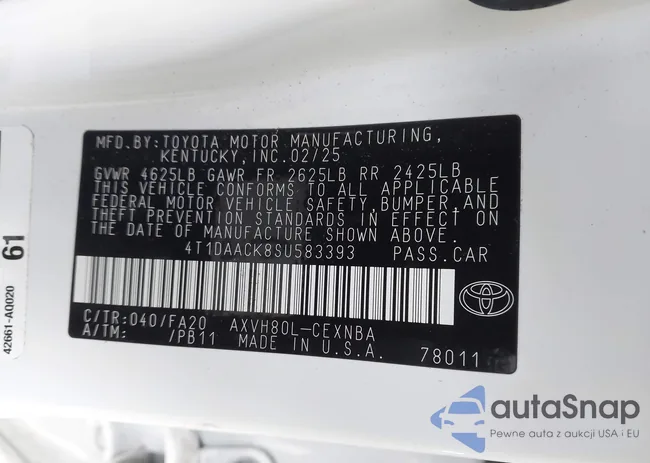 MFD.BY:TOYOTA MOTOR MANUFACTURING,
KENTUCKY,INC.02/25
GVWR 4625LB GAWR FR 2625LB RR 2425LB
THIS VEHICLE CONFORMS TO ALL APPLICABLE
FEDERAL MOTOR VEHICLE SAFETY,BUMPER,AND
THEFT PREVENTION STANDARDS IN EFFECT ON
THE DATE OF MANUFACTURE SHOWN ABOVE.
4T1DAACK8SU583393 PASS.CAR
C/TR:040/FA20 AXVH80L-CEXNBA
A/TM: /PB11 MADE IN U.S.A. 78011
42661-A0020 61
autaSnap
Pewne auta z aukcji USA i EU